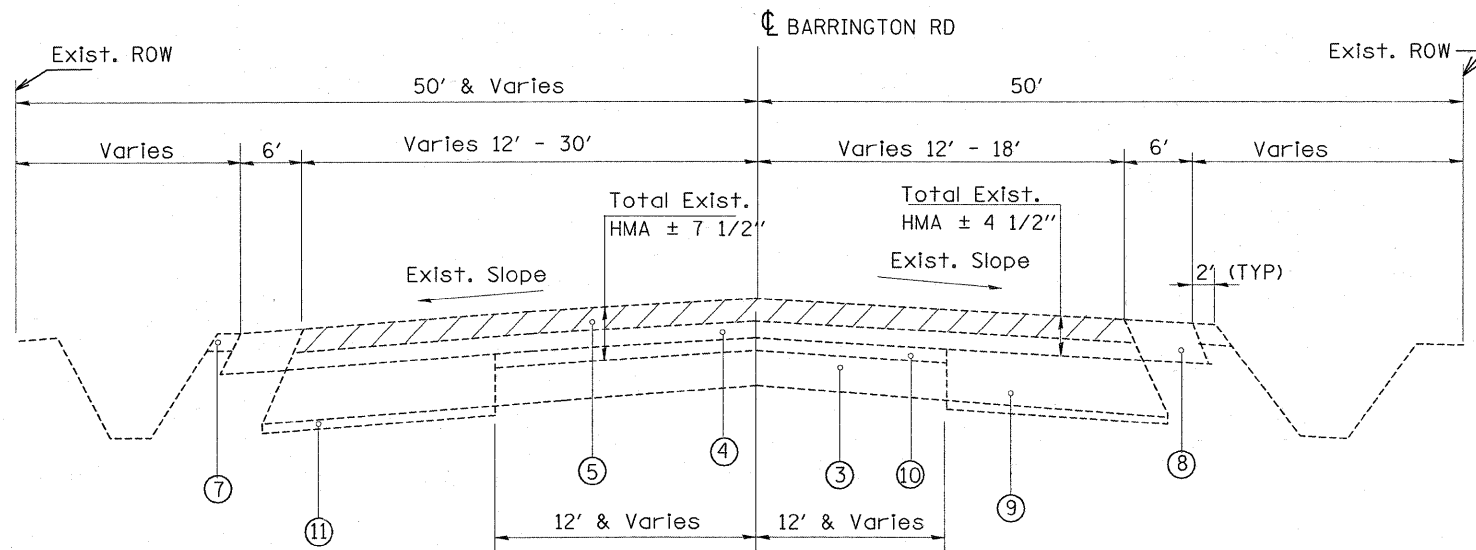 ℄ BARRINGTON RD
Exist. ROW
Exist. ROW
50' & Varies
50'
Varies
6'
Varies 12' - 30'
Varies 12' - 18'
6'
Varies
Total Exist.
HMA ± 7 1/2''
Total Exist.
HMA ± 4 1/2''
Exist. Slope
Exist. Slope
2' (TYP)
7
11
5
4
3
10
9
8
12' & Varies
12' & Varies